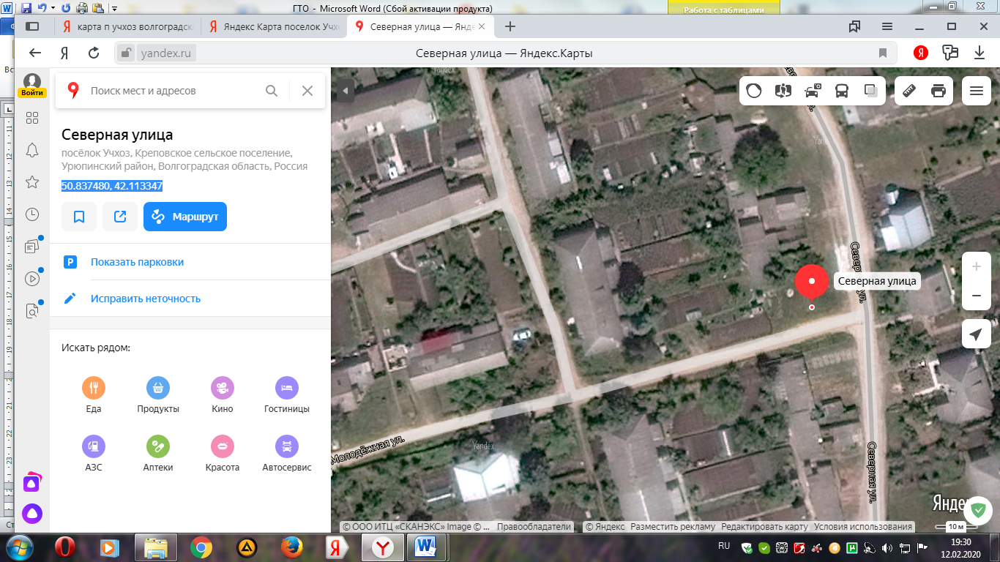 ГТО - Microsoft Word (Сбой активации продукта)
Работа с таблицами
карта п учхоз волгоградск
Яндекс Карта поселок Учхо
Северная улица — Янде
yandex.ru
Северная улица — Яндекс.Карты
Войти
Поиск мест и адресов
Северная улица
посёлок Учхоз, Креповское сельское поселение,
Урюпинский район, Волгоградская область, Россия
50.837480, 42.113347
Маршрут
Показать парковки
Исправить неточность
Искать рядом:
Еда
Продукты
Кино
Гостиницы
АЗС
Аптеки
Красота
Автосервис
Yandex
Северная ул.
Северная улица
Молодёжная ул.
Yandex
Северная ул.
© ООО ИТЦ «СКАНЭКС» Image © ...
Правообладатели
© Яндекс
Разместить рекламу
Редактировать карту
Условия использования
10 м
RU
19:30
12.02.2020